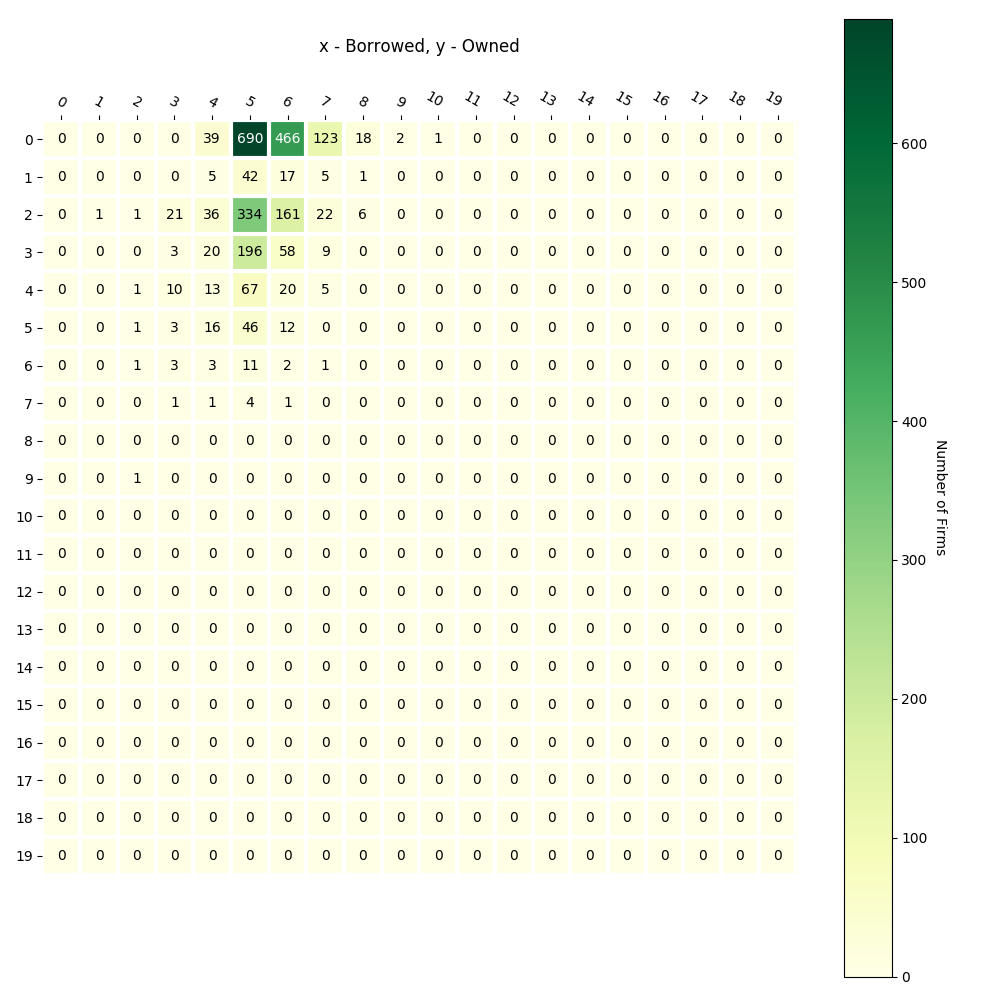 x - Borrowed, y - Owned
0 1 2 3 4 5 6 7 8 9 10 11 12 13 14 15 16 17 18 19
0 0 0 0 0 39 690 466 123 18 2 1 0 0 0 0 0 0 0 0 0
1 0 0 0 0 5 42 17 5 1 0 0 0 0 0 0 0 0 0 0 0
2 0 1 1 21 36 334 161 22 6 0 0 0 0 0 0 0 0 0 0 0
3 0 0 0 3 20 196 58 9 0 0 0 0 0 0 0 0 0 0 0 0
4 0 0 1 10 13 67 20 5 0 0 0 0 0 0 0 0 0 0 0 0
5 0 0 1 3 16 46 12 0 0 0 0 0 0 0 0 0 0 0 0 0
6 0 0 1 3 3 11 2 1 0 0 0 0 0 0 0 0 0 0 0 0
7 0 0 0 1 1 4 1 0 0 0 0 0 0 0 0 0 0 0 0 0
8 0 0 0 0 0 0 0 0 0 0 0 0 0 0 0 0 0 0 0 0
9 0 0 1 0 0 0 0 0 0 0 0 0 0 0 0 0 0 0 0 0
10 0 0 0 0 0 0 0 0 0 0 0 0 0 0 0 0 0 0 0 0
11 0 0 0 0 0 0 0 0 0 0 0 0 0 0 0 0 0 0 0 0
12 0 0 0 0 0 0 0 0 0 0 0 0 0 0 0 0 0 0 0 0
13 0 0 0 0 0 0 0 0 0 0 0 0 0 0 0 0 0 0 0 0
14 0 0 0 0 0 0 0 0 0 0 0 0 0 0 0 0 0 0 0 0
15 0 0 0 0 0 0 0 0 0 0 0 0 0 0 0 0 0 0 0 0
16 0 0 0 0 0 0 0 0 0 0 0 0 0 0 0 0 0 0 0 0
17 0 0 0 0 0 0 0 0 0 0 0 0 0 0 0 0 0 0 0 0
18 0 0 0 0 0 0 0 0 0 0 0 0 0 0 0 0 0 0 0 0
19 0 0 0 0 0 0 0 0 0 0 0 0 0 0 0 0 0 0 0 0
600
500
400
300
200
100
0
Number of Firms